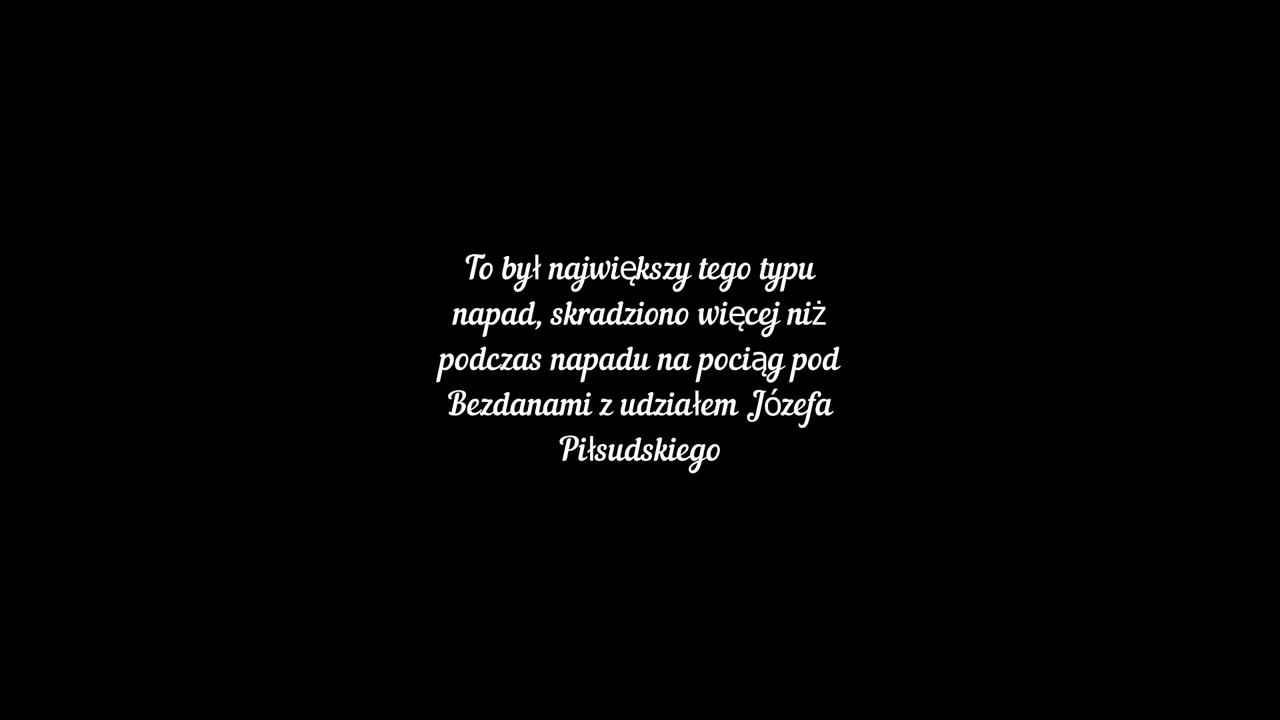 To był największy tego typu
napad, skradziono więcej niż
podczas napadu na pociąg pod
Bezdanami z udziałem Józefa
Piłsudskiego